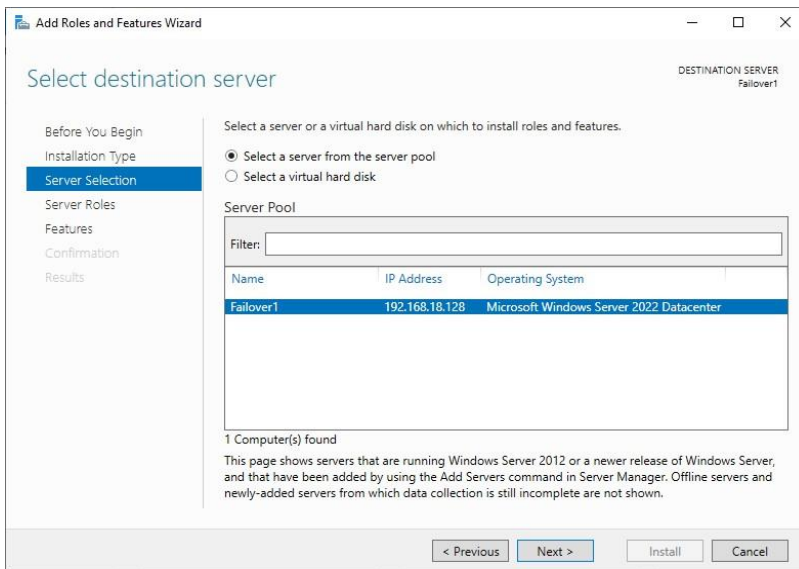 Add Roles and Features Wizard
Select destination server
DESTINATION SERVER
Failover1
Before You Begin
Installation Type
Server Selection
Server Roles
Features
Confirmation
Results
Select a server or a virtual hard disk on which to install roles and features.
Select a server from the server pool
Select a virtual hard disk
Server Pool
Filter:
Name IP Address Operating System
Failover1 192.168.18.128 Microsoft Windows Server 2022 Datacenter
1 Computer(s) found
This page shows servers that are running Windows Server 2012 or a newer release of Windows Server,
and that have been added by using the Add Servers command in Server Manager. Offline servers and
newly-added servers from which data collection is still incomplete are not shown.
< Previous Next > Install Cancel